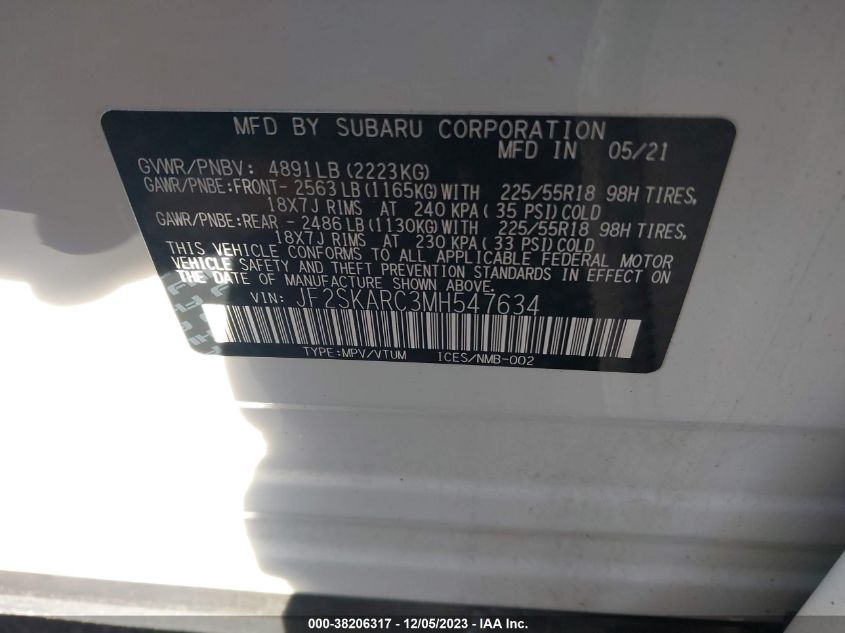 MFD BY SUBARU CORPORATION
MFD IN 05/21
GVWR/PNBV: 4891LB(2223KG)
GAWR/PNBE:FRONT- 2563LB(1165KG)WITH 225/55R18 98H TIRES,
18X7J RIMS AT 240 KPA( 35 PSI)COLD
GAWR/PNBE:REAR - 2486LB(1130KG)WITH 225/55R18 98H TIRES,
18X7J RIMS AT 230 KPA( 33 PSI)COLD
THIS VEHICLE CONFORMS TO ALL APPLICABLE FEDERAL MOTOR
VEHICLE SAFETY AND THEFT PREVENTION STANDARDS IN EFFECT ON
THE DATE OF MANUFACTURE SHOWN ABOVE.
VIN: JF2SKARC3MH547634
TYPE:MPV/VTUM ICES/NMB-002
000-38206317 - 12/05/2023 - IAA Inc.